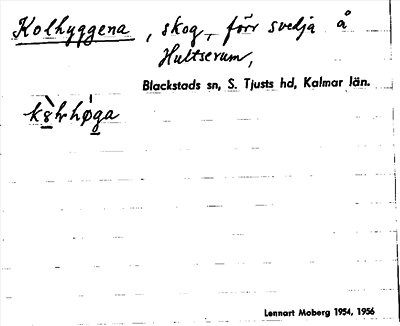 Kolhyggena, skog, förr svedja å
Hultserum,
Blackstads sn, S. Tjusts hd, Kalmar län.
Lennart Moberg 1954, 1956